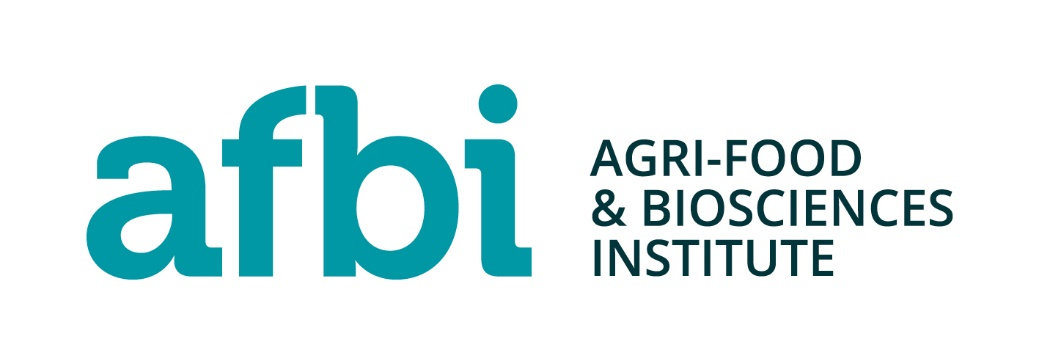 afbi
AGRI-FOOD
& BIOSCIENCES
INSTITUTE